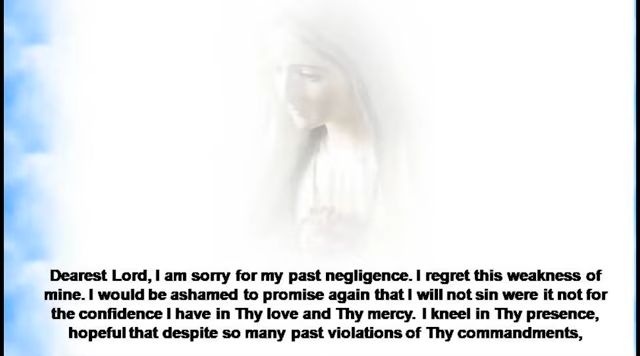 Dearest Lord, I am sorry for my past negligence. I regret this weakness of
mine. I would be ashamed to promise again that I will not sin were it not for
the confidence I have in Thy love and Thy mercy. I kneel in Thy presence,
hopeful that despite so many past violations of Thy commandments,